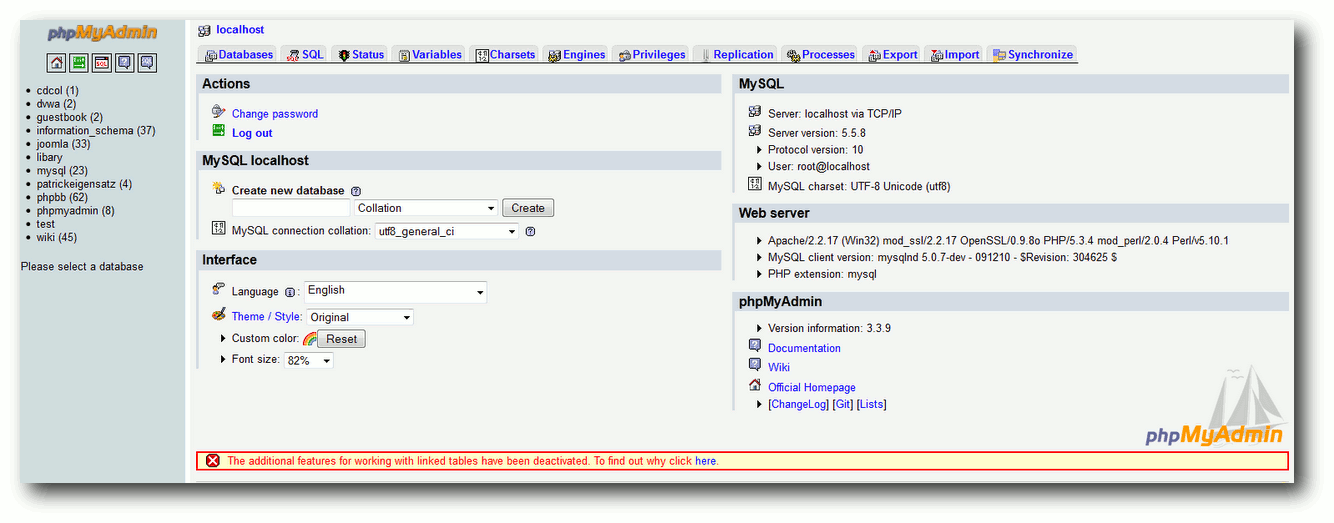 phpMyAdmin
cdcol (1)
dvwa (2)
guestbook (2)
information_schema (37)
joomla (33)
libary
mysql (23)
patrickeigensatz (4)
phpbb (62)
phpmyadmin (8)
test
wiki (45)
Please select a database
localhost
Databases SQL Status Variables Charsets Engines Privileges Replication Processes Export Import Synchronize
Actions
Change password
Log out
MySQL localhost
Create new database
Collation Create
MySQL connection collation: utf8_general_ci
Interface
Language : English
Theme / Style: Original
Custom color: Reset
Font size: 82%
MySQL
Server: localhost via TCP/IP
Server version: 5.5.8
Protocol version: 10
User: root@localhost
MySQL charset: UTF-8 Unicode (utf8)
Web server
Apache/2.2.17 (Win32) mod_ssl/2.2.17 OpenSSL/0.9.8o PHP/5.3.4 mod_perl/2.0.4 Perl/v5.10.1
MySQL client version: mysqlnd 5.0.7-dev - 091210 - $Revision: 304625 $
PHP extension: mysql
phpMyAdmin
Version information: 3.3.9
Documentation
Wiki
Official Homepage
[ChangeLog] [Git] [Lists]
phpMyAdmin
The additional features for working with linked tables have been deactivated. To find out why click here.